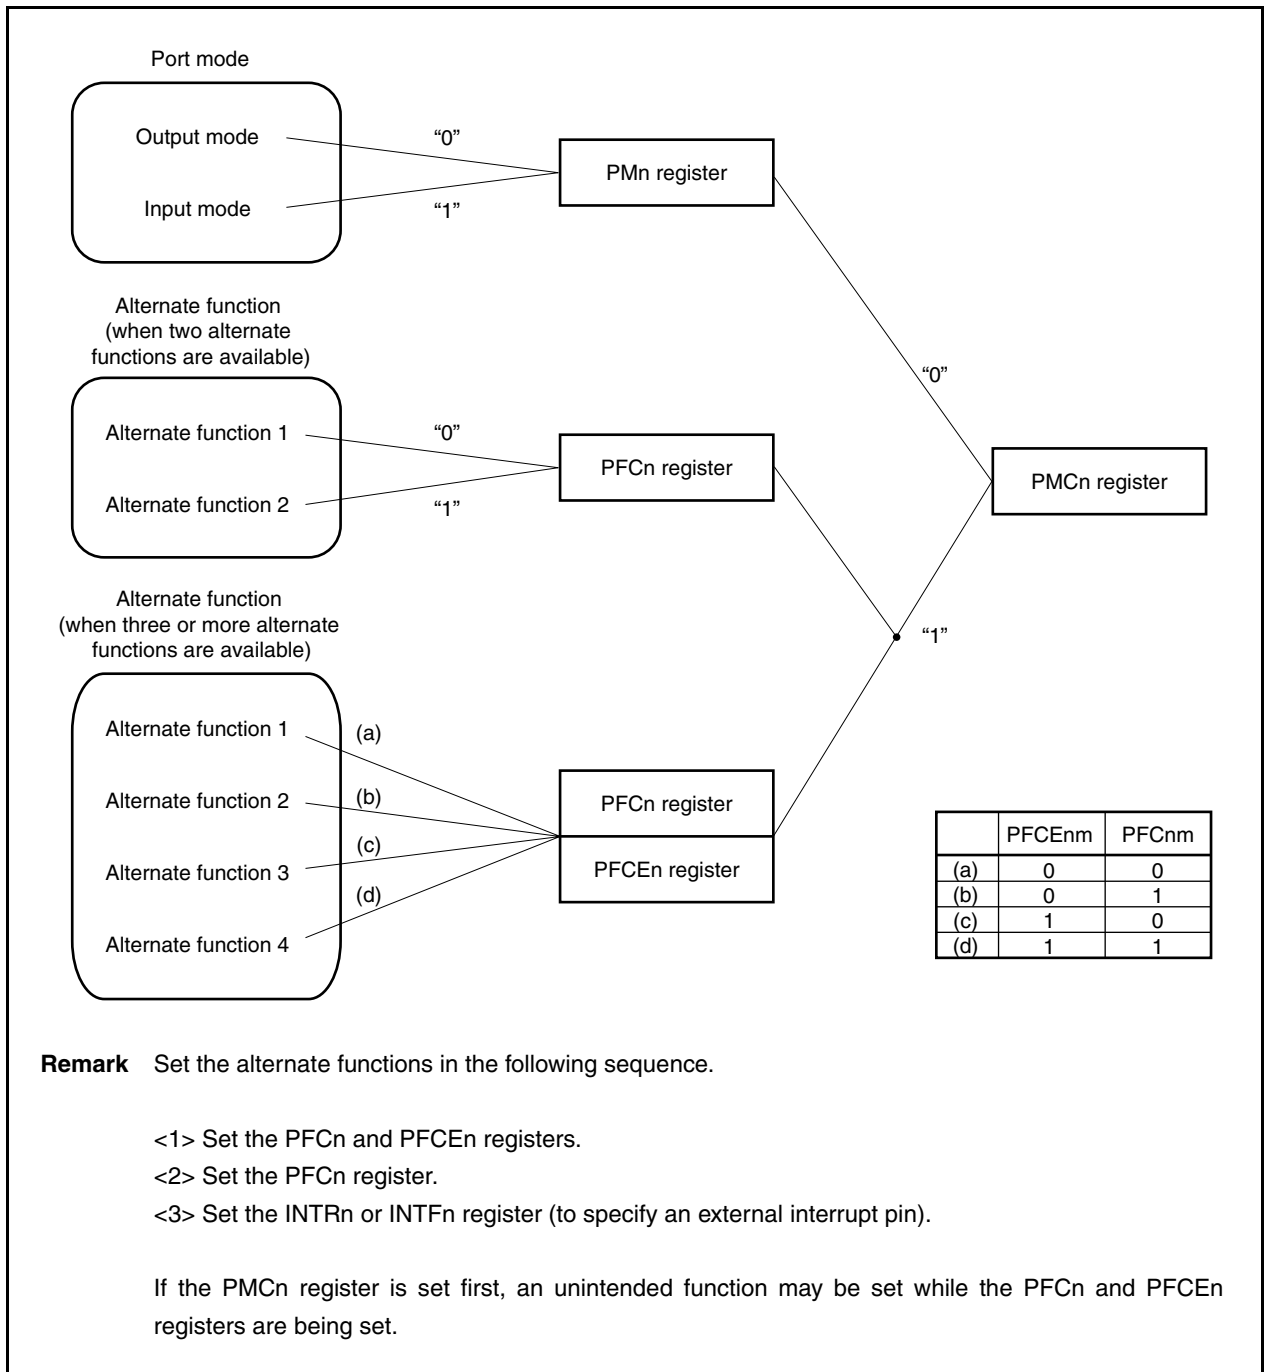 Port mode
Output mode
“0”
PMn register
Input mode
“1”
Alternate function
(when two alternate
functions are available)
“0”
Alternate function 1
“0”
PFCn register
PMCn register
Alternate function 2
“1”
Alternate function
(when three or more alternate
functions are available)
“1”
Alternate function 1
(a)
Alternate function 2
(b)
PFCn register
(c)
Alternate function 3
PFCEn register
(d)
Alternate function 4
PFCEnm PFCnm
(a) 0 0
(b) 0 1
(c) 1 0
(d) 1 1
Remark Set the alternate functions in the following sequence.
<1> Set the PFCn and PFCEn registers.
<2> Set the PFCn register.
<3> Set the INTRn or INTFn register (to specify an external interrupt pin).
If the PMCn register is set first, an unintended function may be set while the PFCn and PFCEn
registers are being set.